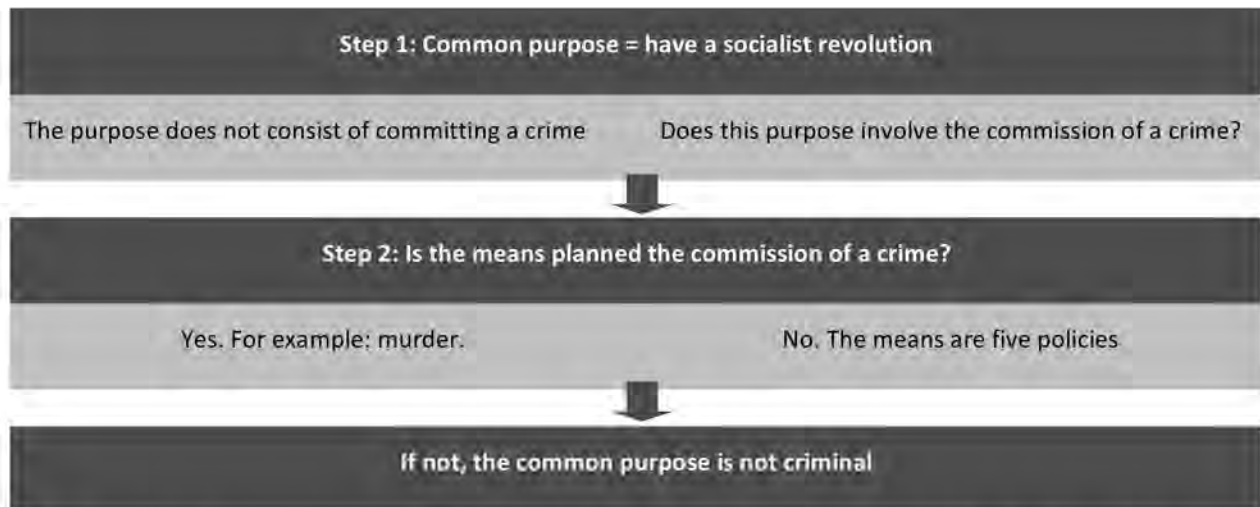 Step 1: Common purpose = have a socialist revolution
The purpose does not consist of committing a crime
Does this purpose involve the commission of a crime?
Step 2: Is the means planned the commission of a crime?
Yes. For example: murder.
No. The means are five policies
If not, the common purpose is not criminal